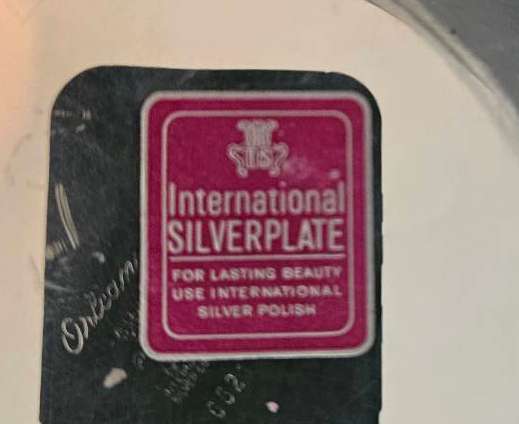 IS
International
SILVERPLATE
FOR LASTING BEAUTY
USE INTERNATIONAL
SILVER POLISH